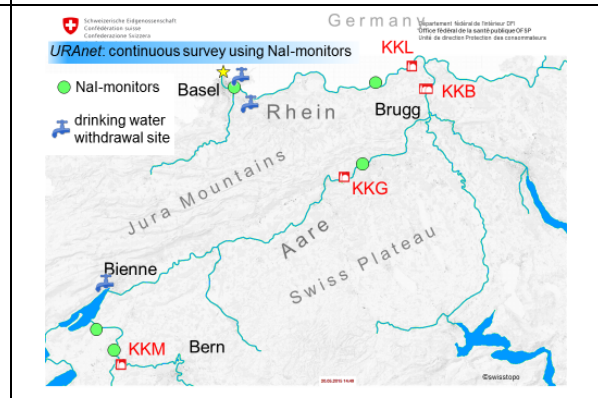 Schweizerische Eidgenossenschaft
Confédération suisse
Confederazione Svizzera
Germany
Département fédéral de l'intérieur DFI
Office fédéral de la santé publique OFSP
Unité de direction Protection des consommateurs
URAnet: continuous survey using NaI-monitors
KKL
NaI-monitors
Basel
KKB
Rhein
Brugg
drinking water
withdrawal site
KKG
Jura Mountains
Aare
Swiss Plateau
Bienne
KKM
Bern
©swisstopo